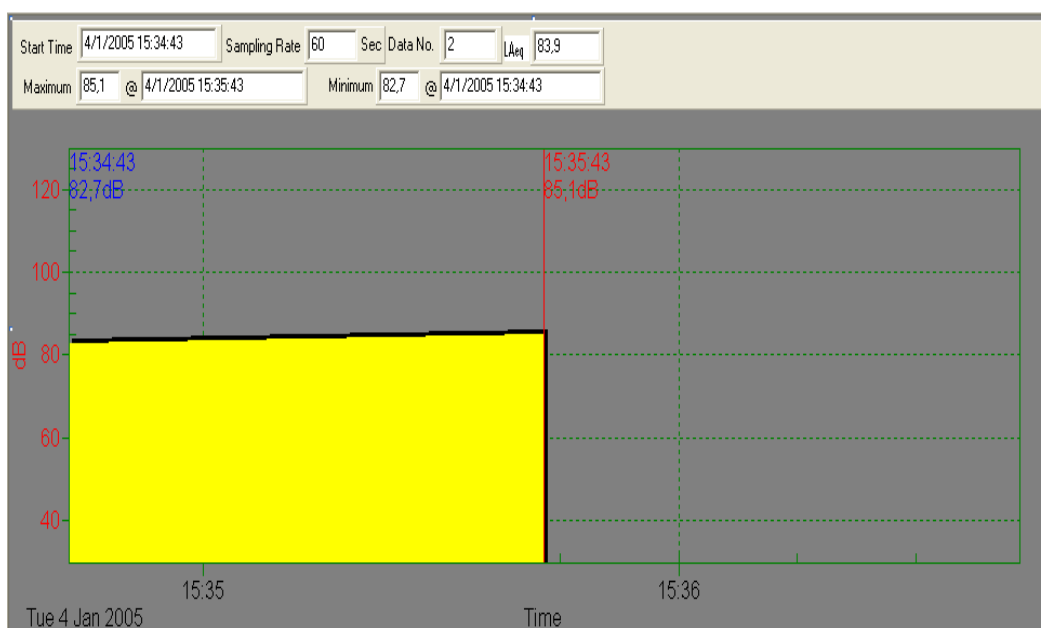 Start Time 4/1/2005 15:34:43 Sampling Rate 60 Sec Data No. 2 LAeq 83,9
Maximum 85,1 @ 4/1/2005 15:35:43 Minimum 82,7 @ 4/1/2005 15:34:43
15:34:43
82,7dB
15:35:43
85,1dB
120
100
80
60
40
dB
15:35
15:36
Tue 4 Jan 2005
Time